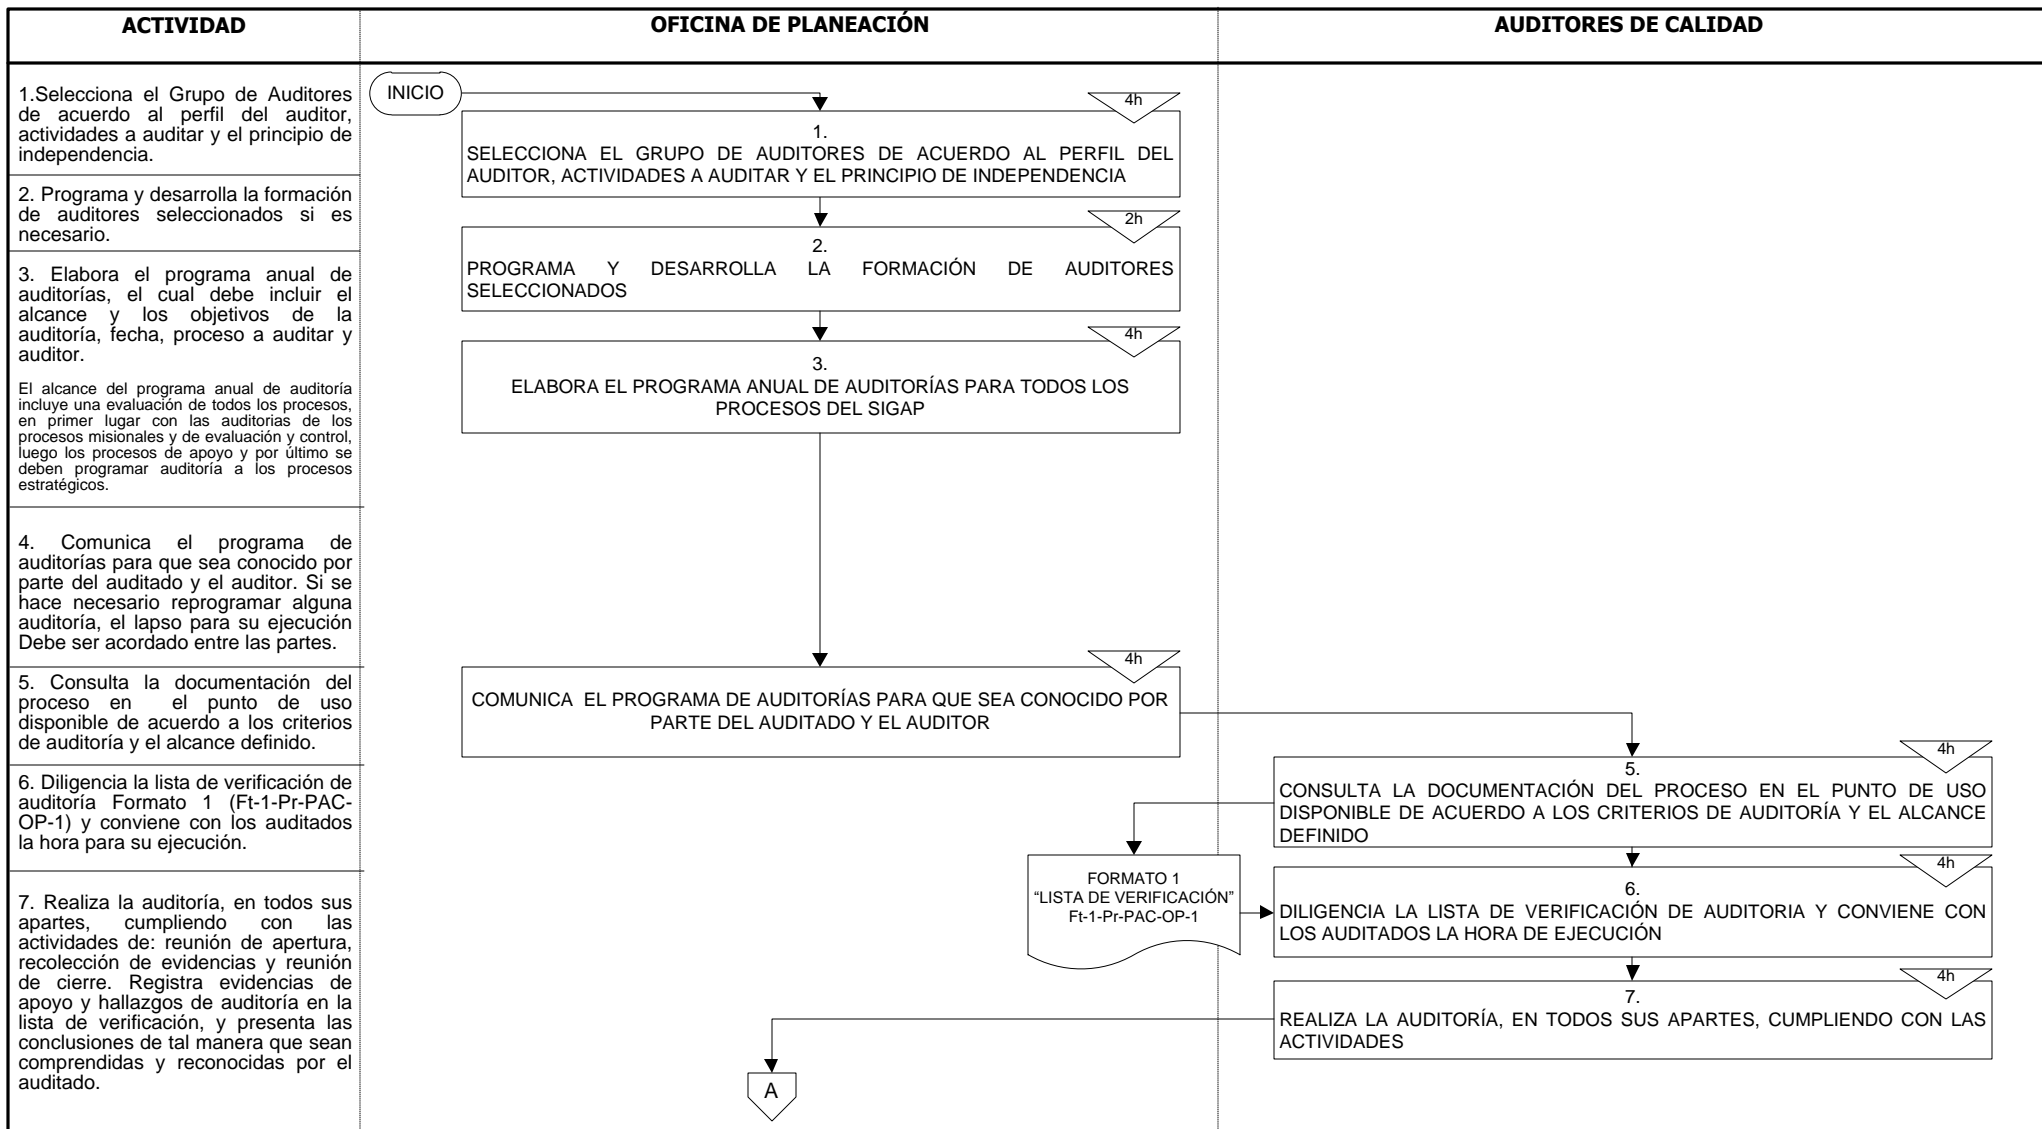 ACTIVIDAD
OFICINA DE PLANEACIÓN
AUDITORES DE CALIDAD
1.Selecciona el Grupo de Auditores
de acuerdo al perfil del auditor,
actividades a auditar y el principio de
independencia.
2. Programa y desarrolla la formación
de auditores seleccionados si es
necesario.
3. Elabora el programa anual de
auditorías, el cual debe incluir el
alcance y los objetivos de la
auditoría, fecha, proceso a auditar y
auditor.
El alcance del programa anual de auditoría
incluye una evaluación de todos los procesos,
en primer lugar con las auditorias de los
procesos misionales y de evaluación y control,
luego los procesos de apoyo y por último se
deben programar auditoría a los procesos
estratégicos.
4. Comunica el programa de
auditorías para que sea conocido por
parte del auditado y el auditor. Si se
hace necesario reprogramar alguna
auditoría, el lapso para su ejecución
Debe ser acordado entre las partes.
5. Consulta la documentación del
proceso en el punto de uso
disponible de acuerdo a los criterios
de auditoría y el alcance definido.
6. Diligencia la lista de verificación de
auditoría Formato 1 (Ft-1-Pr-PAC-
OP-1) y conviene con los auditados
la hora para su ejecución.
7. Realiza la auditoría, en todos sus
apartes, cumpliendo con las
actividades de: reunión de apertura,
recolección de evidencias y reunión
de cierre. Registra evidencias de
apoyo y hallazgos de auditoría en la
lista de verificación, y presenta las
conclusiones de tal manera que sean
comprendidas y reconocidas por el
auditado.
INICIO
4h
1.
SELECCIONA EL GRUPO DE AUDITORES DE ACUERDO AL PERFIL DEL
AUDITOR, ACTIVIDADES A AUDITAR Y EL PRINCIPIO DE INDEPENDENCIA
2h
2.
PROGRAMA Y DESARROLLA LA FORMACIÓN DE AUDITORES
SELECCIONADOS
4h
3.
ELABORA EL PROGRAMA ANUAL DE AUDITORÍAS PARA TODOS LOS
PROCESOS DEL SIGAP
4h
COMUNICA EL PROGRAMA DE AUDITORÍAS PARA QUE SEA CONOCIDO POR
PARTE DEL AUDITADO Y EL AUDITOR
4h
5.
CONSULTA LA DOCUMENTACIÓN DEL PROCESO EN EL PUNTO DE USO
DISPONIBLE DE ACUERDO A LOS CRITERIOS DE AUDITORÍA Y EL ALCANCE
DEFINIDO
FORMATO 1
“LISTA DE VERIFICACIÓN”
Ft-1-Pr-PAC-OP-1
4h
6.
DILIGENCIA LA LISTA DE VERIFICACIÓN DE AUDITORIA Y CONVIENE CON
LOS AUDITADOS LA HORA DE EJECUCIÓN
4h
7.
REALIZA LA AUDITORÍA, EN TODOS SUS APARTES, CUMPLIENDO CON LAS
ACTIVIDADES
A